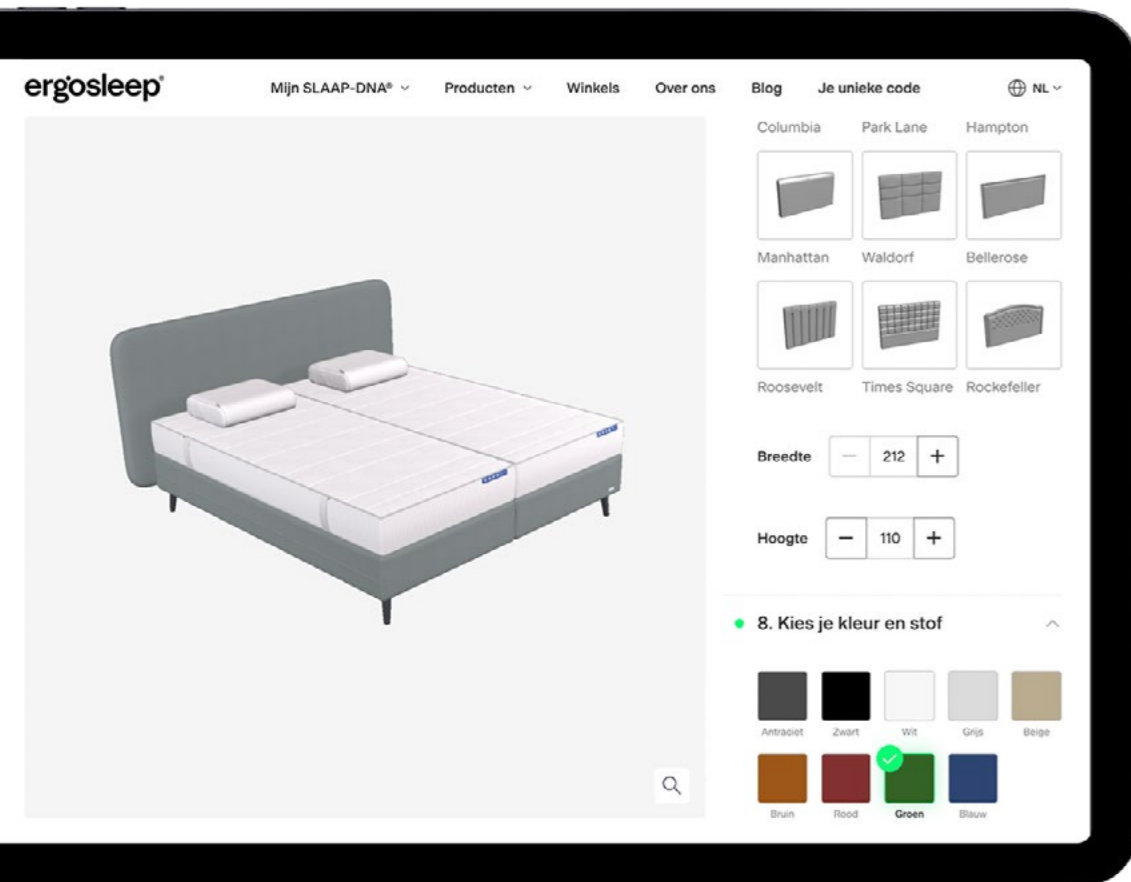 ergosleep®
Mijn SLAAP-DNA® Producten Winkels Over ons Blog Je unieke code NL
Columbia Park Lane Hampton
Manhattan Waldorf Bellerose
Roosevelt Times Square Rockefeller
Breedte − 212 +
Hoogte − 110 +
8. Kies je kleur en stof
Antraciet Zwart Wit Grijs Beige
Bruin Rood Groen Blauw